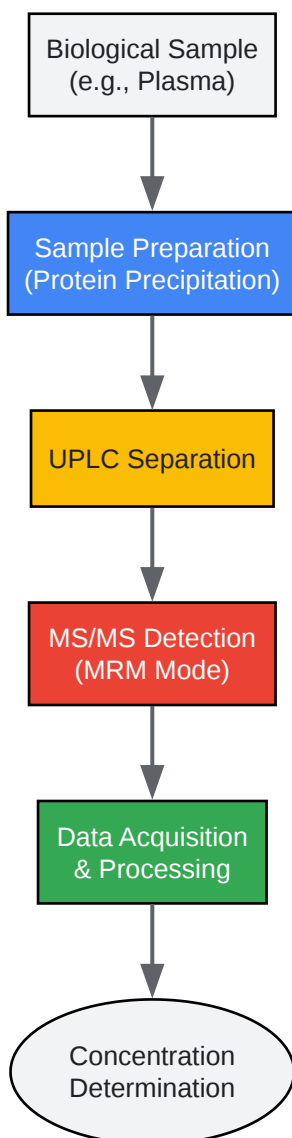 Biological Sample
(e.g., Plasma)
Sample Preparation
(Protein Precipitation)
UPLC Separation
MS/MS Detection
(MRM Mode)
Data Acquisition
& Processing
Concentration
Determination